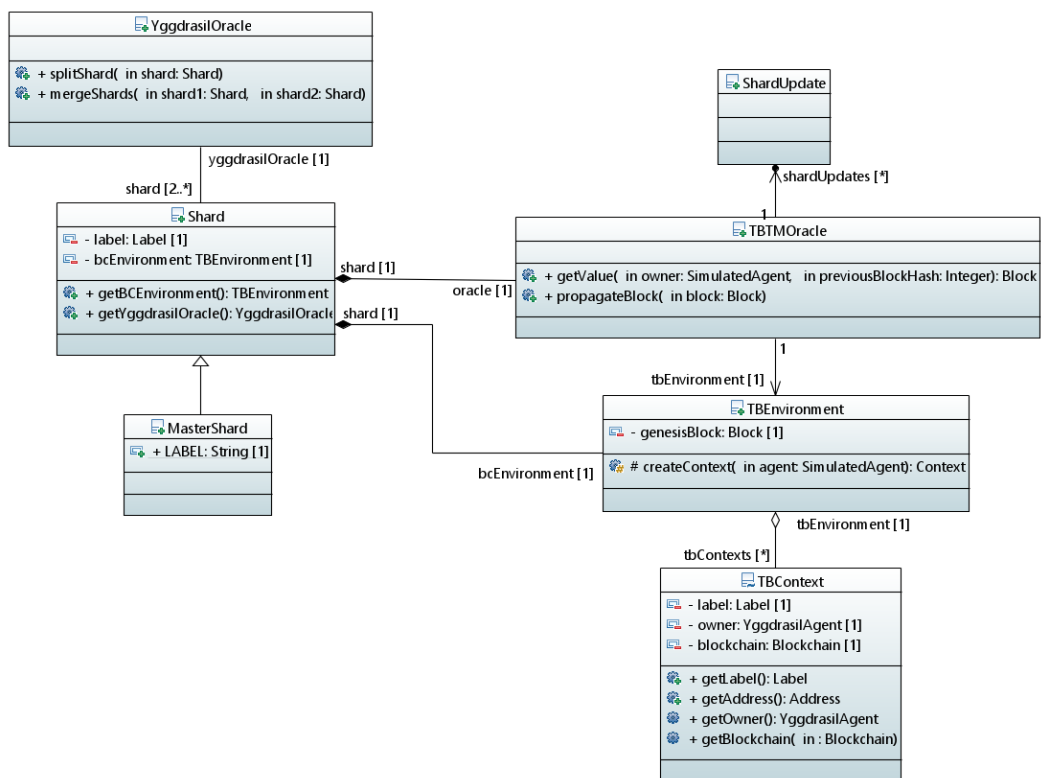 YggdrasilOracle
+ splitShard( in shard: Shard)
+ mergeShards( in shard1: Shard, in shard2: Shard)
yggdrasilOracle [1]
shard [2..*]
ShardUpdate
shardUpdates [*]
1
Shard
- label: Label [1]
- bcEnvironment: TBEnvironment [1]
+ getBCEnvironment(): TBEnvironment
+ getYggdrasilOracle(): YggdrasilOracle
shard [1]
oracle [1]
shard [1]
TBTMOracle
+ getValue( in owner: SimulatedAgent, in previousBlockHash: Integer): Block
+ propagateBlock( in block: Block)
1
tbEnvironment [1]
MasterShard
+ LABEL: String [1]
TBEnvironment
- genesisBlock: Block [1]
# createContext( in agent: SimulatedAgent): Context
bcEnvironment [1]
tbEnvironment [1]
tbContexts [*]
TBContext
- label: Label [1]
- owner: YggdrasilAgent [1]
- blockchain: Blockchain [1]
+ getLabel(): Label
+ getAddress(): Address
+ getOwner(): YggdrasilAgent
+ getBlockchain( in : Blockchain)